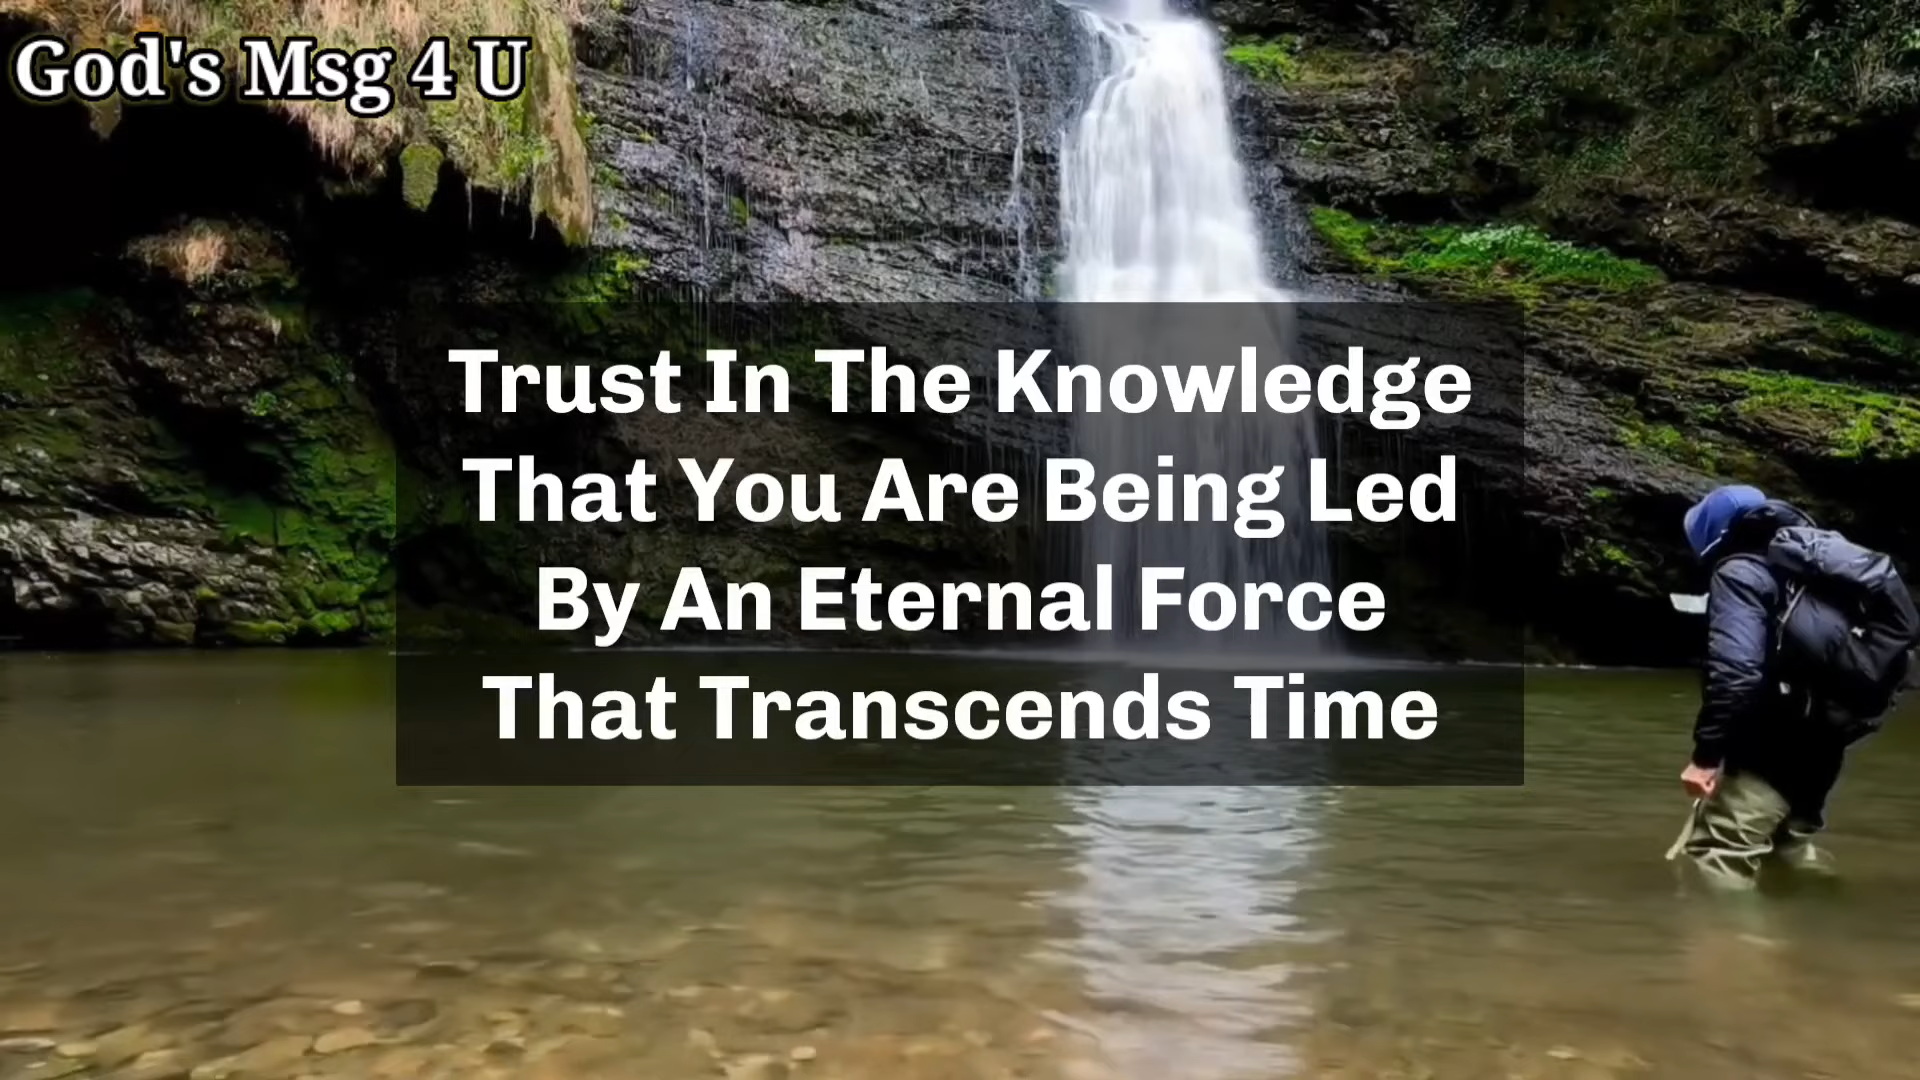 God's Msg 4 U
Trust In The Knowledge
That You Are Being Led
By An Eternal Force
That Transcends Time